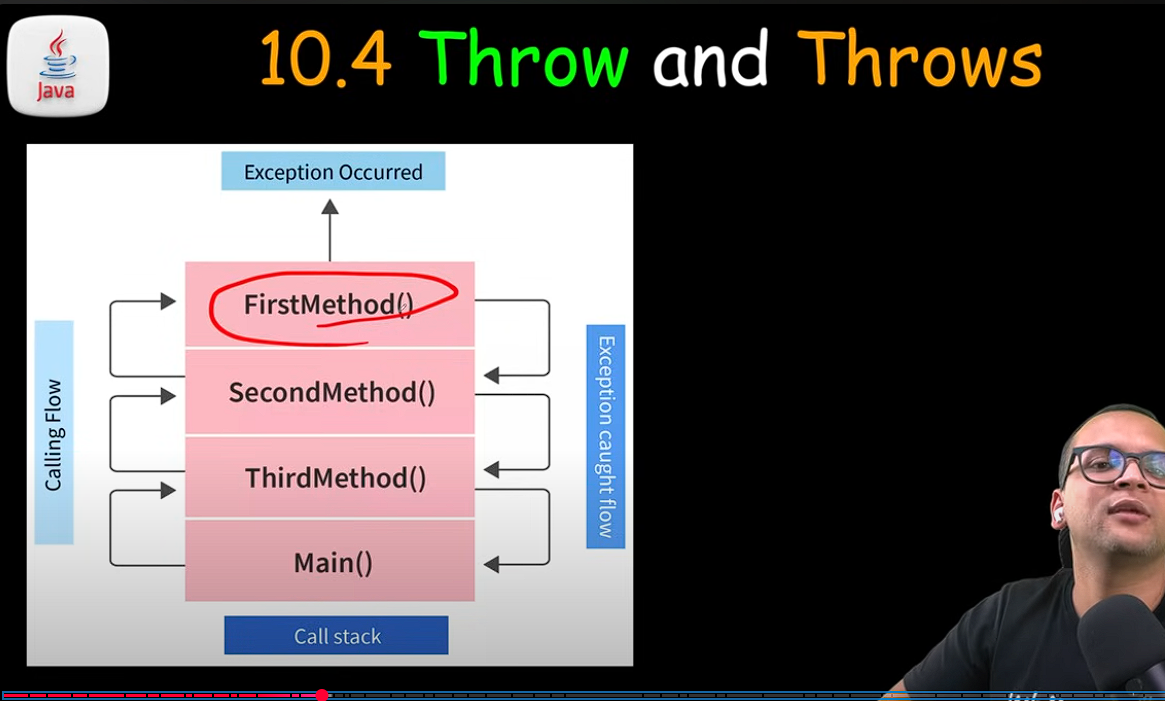 10.4 Throw and Throws
Java
Exception Occurred
FirstMethod()
SecondMethod()
ThirdMethod()
Main()
Calling Flow
Exception caught flow
Call stack